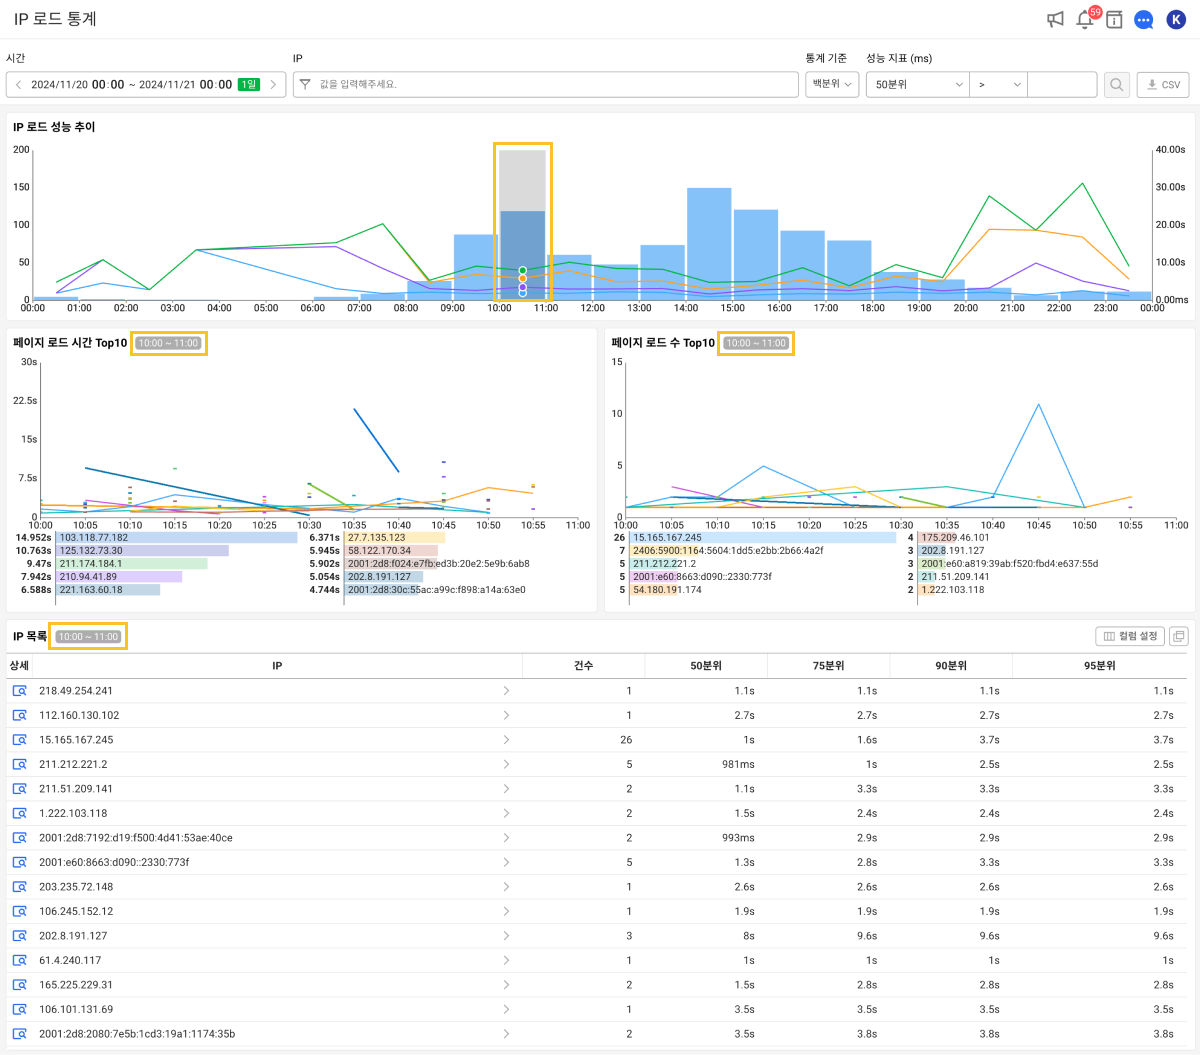 IP 로드 통계
59
K
시간
IP
통계 기준
성능 지표 (ms)
2024/11/20 00:00 ~ 2024/11/21 00:00 1일
값을 입력해주세요.
백분위
50분위
>
CSV
IP 로드 성능 추이
200
150
100
50
0
40.00s
30.00s
20.00s
10.00s
0.00ms
00:00 01:00 02:00 03:00 04:00 05:00 06:00 07:00 08:00 09:00 10:00 11:00 12:00 13:00 14:00 15:00 16:00 17:00 18:00 19:00 20:00 21:00 22:00 23:00 00:00
페이지 로드 시간 Top10 10:00 ~ 11:00
30s
22.5s
15s
7.5s
0
10:00 10:05 10:10 10:15 10:20 10:25 10:30 10:35 10:40 10:45 10:50 10:55 11:00
14.952s 103.118.77.182
10.763s 125.132.73.30
9.47s 211.174.184.1
7.942s 210.94.41.89
6.588s 221.163.60.18
6.371s 27.7.135.123
5.945s 58.122.170.34
5.902s 2001:2d8:f024:e7fb:ed3b:20e2:5e9b:6ab8
5.054s 202.8.191.127
4.744s 2001:2d8:30c:55ac:a99c:f898:a14a:63e0
페이지 로드 수 Top10 10:00 ~ 11:00
15
10
5
0
10:00 10:05 10:10 10:15 10:20 10:25 10:30 10:35 10:40 10:45 10:50 10:55 11:00
26 15.165.167.245
7 2406:5900:1164:5604:1dd5:e2bb:2b66:4a2f
5 211.212.221.2
5 2001:e60:8663:d090::2330:773f
5 54.180.191.174
4 175.209.46.101
3 202.8.191.127
3 2001:e60:a819:39ab:f520:fbd4:e637:55d
2 211.51.209.141
2 1.222.103.118
IP 목록 10:00 ~ 11:00
컬럼 설정
상세 IP 건수 50분위 75분위 90분위 95분위
218.49.254.241 1 1.1s 1.1s 1.1s 1.1s
112.160.130.102 1 2.7s 2.7s 2.7s 2.7s
15.165.167.245 26 1s 1.6s 3.7s 3.7s
211.212.221.2 5 981ms 1s 2.5s 2.5s
211.51.209.141 2 1.1s 3.3s 3.3s 3.3s
1.222.103.118 2 1.5s 2.4s 2.4s 2.4s
2001:2d8:7192:d19:f500:4d41:53ae:40ce 2 993ms 2.9s 2.9s 2.9s
2001:e60:8663:d090::2330:773f 5 1.3s 2.8s 3.3s 3.3s
203.235.72.148 1 2.6s 2.6s 2.6s 2.6s
106.245.152.12 1 1.9s 1.9s 1.9s 1.9s
202.8.191.127 3 8s 9.6s 9.6s 9.6s
61.4.240.117 1 1s 1s 1s 1s
165.225.229.31 2 1.5s 2.8s 2.8s 2.8s
106.101.131.69 1 3.5s 3.5s 3.5s 3.5s
2001:2d8:2080:7e5b:1cd3:19a1:1174:35b 2 3.5s 3.8s 3.8s 3.8s